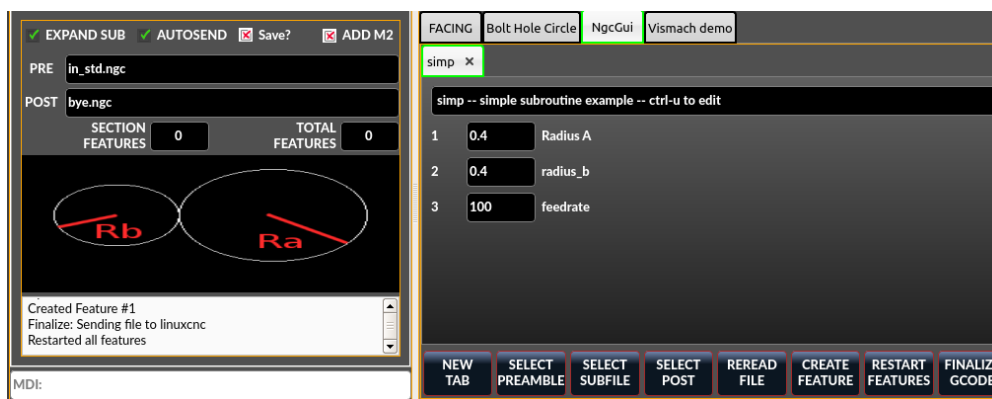 EXPAND SUB AUTOSEND Save? ADD M2
PRE in_std.ngc
POST bye.ngc
SECTION FEATURES 0 TOTAL FEATURES 0
Rb
Ra
Created Feature #1
Finalize: Sending file to linuxcnc
Restarted all features
MDI:
FACING Bolt Hole Circle NgcGui Vismach demo
simp
simp -- simple subroutine example -- ctrl-u to edit
1 0.4 Radius A
2 0.4 radius_b
3 100 feedrate
NEW TAB SELECT PREAMBLE SELECT SUBFILE SELECT POST REREAD FILE CREATE FEATURE RESTART FEATURES FINALIZ GCODE